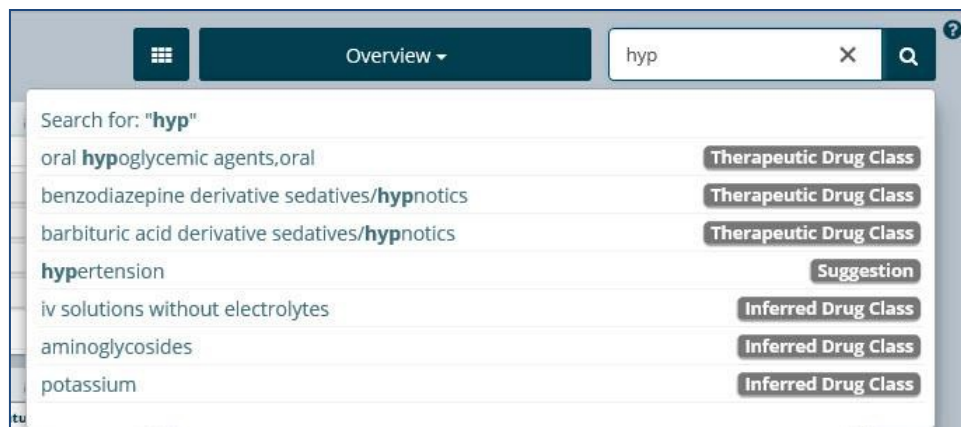 Overview
hyp
?
Search for: "hyp"
oral hypoglycemic agents,oral Therapeutic Drug Class
benzodiazepine derivative sedatives/hypnotics Therapeutic Drug Class
barbituric acid derivative sedatives/hypnotics Therapeutic Drug Class
hypertension Suggestion
iv solutions without electrolytes Inferred Drug Class
aminoglycosides Inferred Drug Class
potassium Inferred Drug Class
tu